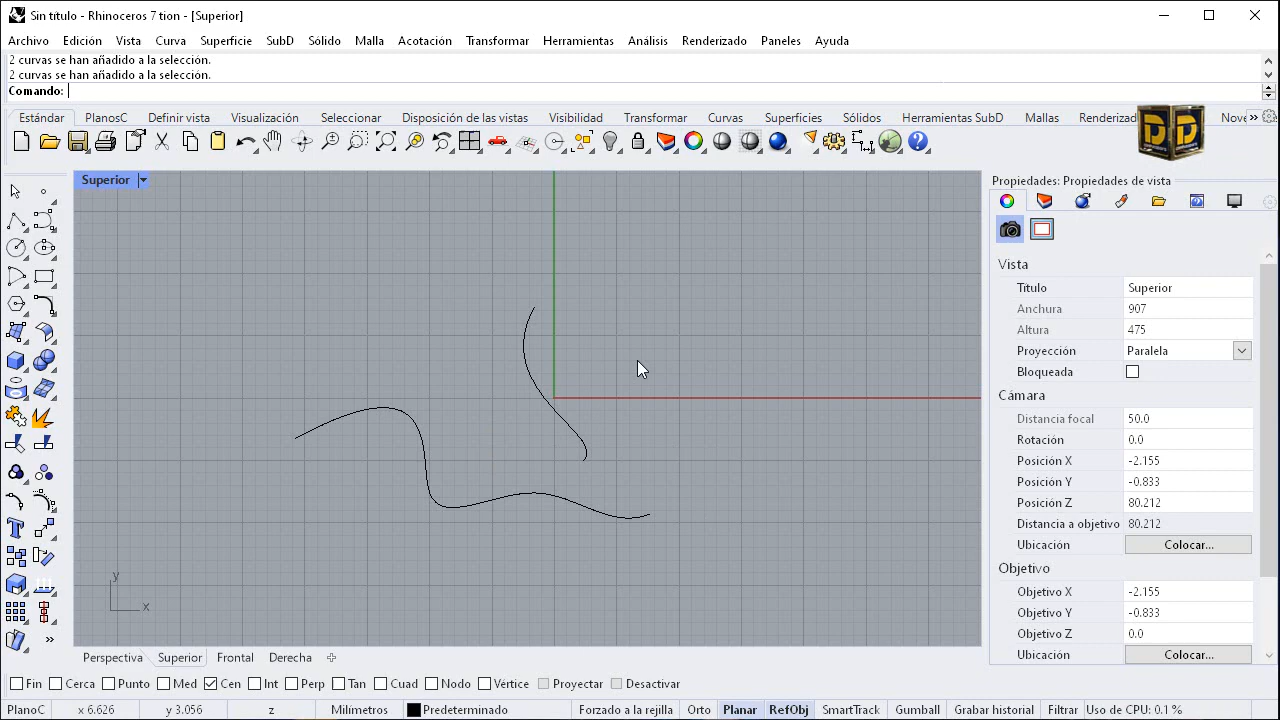 Sin título - Rhinoceros 7 tion - [Superior]
Archivo Edición Vista Curva Superficie SubD Sólido Malla Acotación Transformar Herramientas Análisis Renderizado Paneles Ayuda
2 curvas se han añadido a la selección.
2 curvas se han añadido a la selección.
Comando:
Estándar PlanosC Definir vista Visualización Seleccionar Disposición de las vistas Visibilidad Transformar Curvas Superficies Sólidos Herramientas SubD Mallas Renderizado Nove
Superior
Propiedades: Propiedades de vista
Vista
Título Superior
Anchura 907
Altura 475
Proyección Paralela
Bloqueada
Cámara
Distancia focal 50.0
Rotación 0.0
Posición X -2.155
Posición Y -0.833
Posición Z 80.212
Distancia a objetivo 80.212
Ubicación Colocar...
Objetivo
Objetivo X -2.155
Objetivo Y -0.833
Objetivo Z 0.0
Ubicación Colocar...
y
x
Perspectiva Superior Frontal Derecha
Fin Cerca Punto Med Cen Int Perp Tan Cuad Nodo Vértice Proyectar Desactivar
PlanoC x 6.626 y 3.056 z Milímetros Predeterminado Forzado a la rejilla Orto Planar RefObj SmartTrack Gumball Grabar historial Filtrar Uso de CPU: 0.1 %